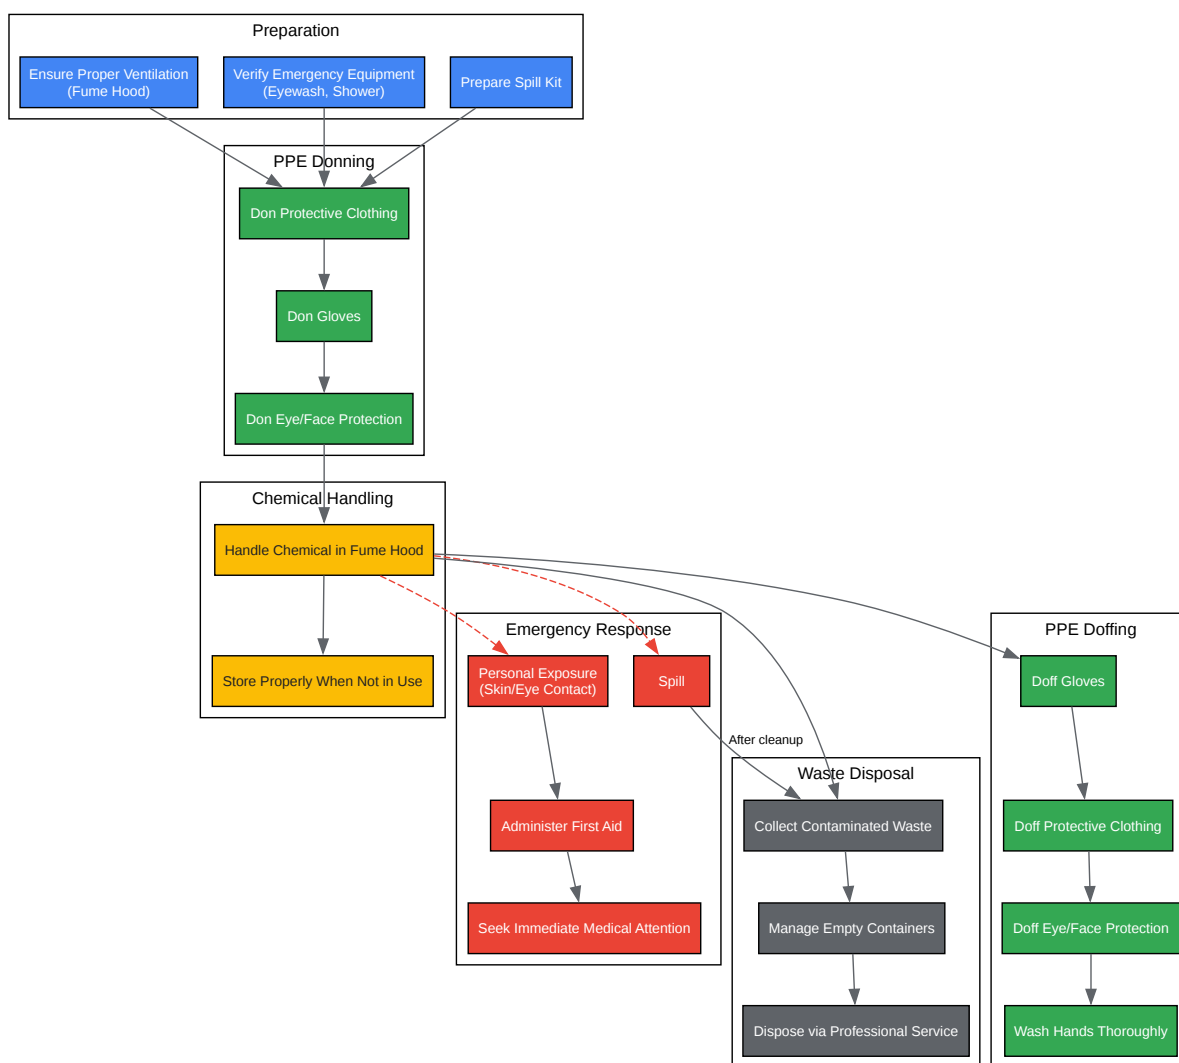 Preparation
Ensure Proper Ventilation
(Fume Hood)
Verify Emergency Equipment
(Eyewash, Shower)
Prepare Spill Kit
PPE Donning
Don Protective Clothing
Don Gloves
Don Eye/Face Protection
Chemical Handling
Handle Chemical in Fume Hood
Store Properly When Not in Use
Emergency Response
Personal Exposure
(Skin/Eye Contact)
Spill
After cleanup
Administer First Aid
Seek Immediate Medical Attention
Waste Disposal
Collect Contaminated Waste
Manage Empty Containers
Dispose via Professional Service
PPE Doffing
Doff Gloves
Doff Protective Clothing
Doff Eye/Face Protection
Wash Hands Thoroughly